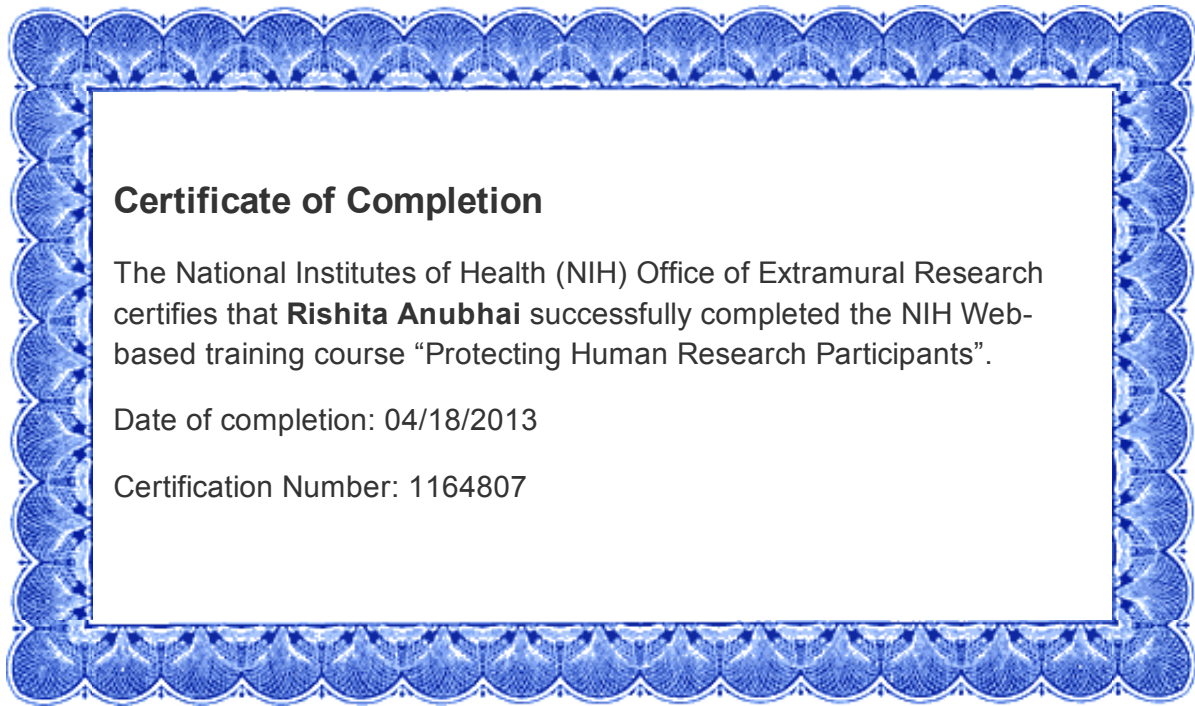 Certificate of Completion
The National Institutes of Health (NIH) Office of Extramural Research
certifies that Rishita Anubhai successfully completed the NIH Web-
based training course “Protecting Human Research Participants”.
Date of completion: 04/18/2013
Certification Number: 1164807